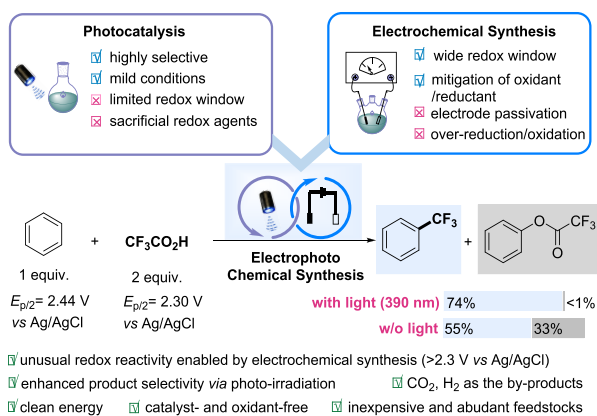 Photocatalysis
highly selective
mild conditions
limited redox window
sacrificial redox agents
Electrochemical Synthesis
wide redox window
mitigation of oxidant
/reductant
electrode passivation
over-reduction/oxidation
+
CF₃CO₂H
1 equiv.
2 equiv.
Eₚ/₂= 2.44 V
vs Ag/AgCl
Eₚ/₂= 2.30 V
vs Ag/AgCl
Electrophoto
Chemical Synthesis
CF₃
+
O
CF₃
O
with light (390 nm)
74%
<1%
w/o light
55%
33%
unusual redox reactivity enabled by electrochemical synthesis (>2.3 V vs Ag/AgCl)
enhanced product selectivity via photo-irradiation
CO₂, H₂ as the by-products
clean energy
catalyst- and oxidant-free
inexpensive and abudant feedstocks